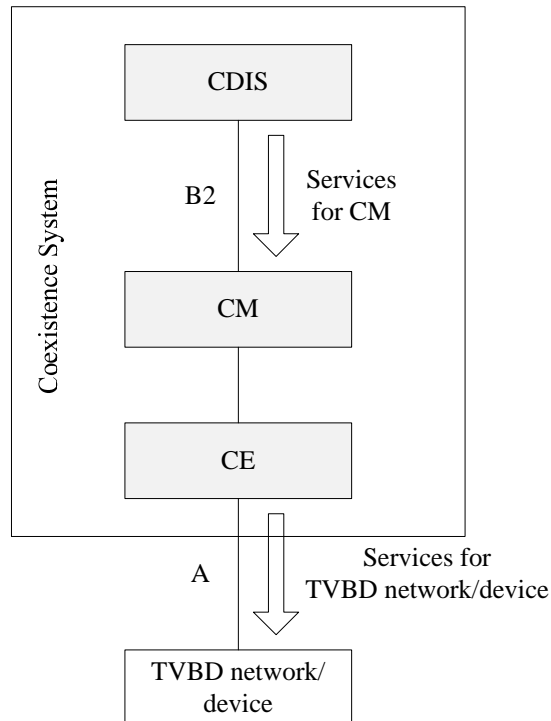 CDIS
B2
Services
for CM
Coexistence System
CM
CE
A
Services for
TVBD network/device
TVBD network/
device